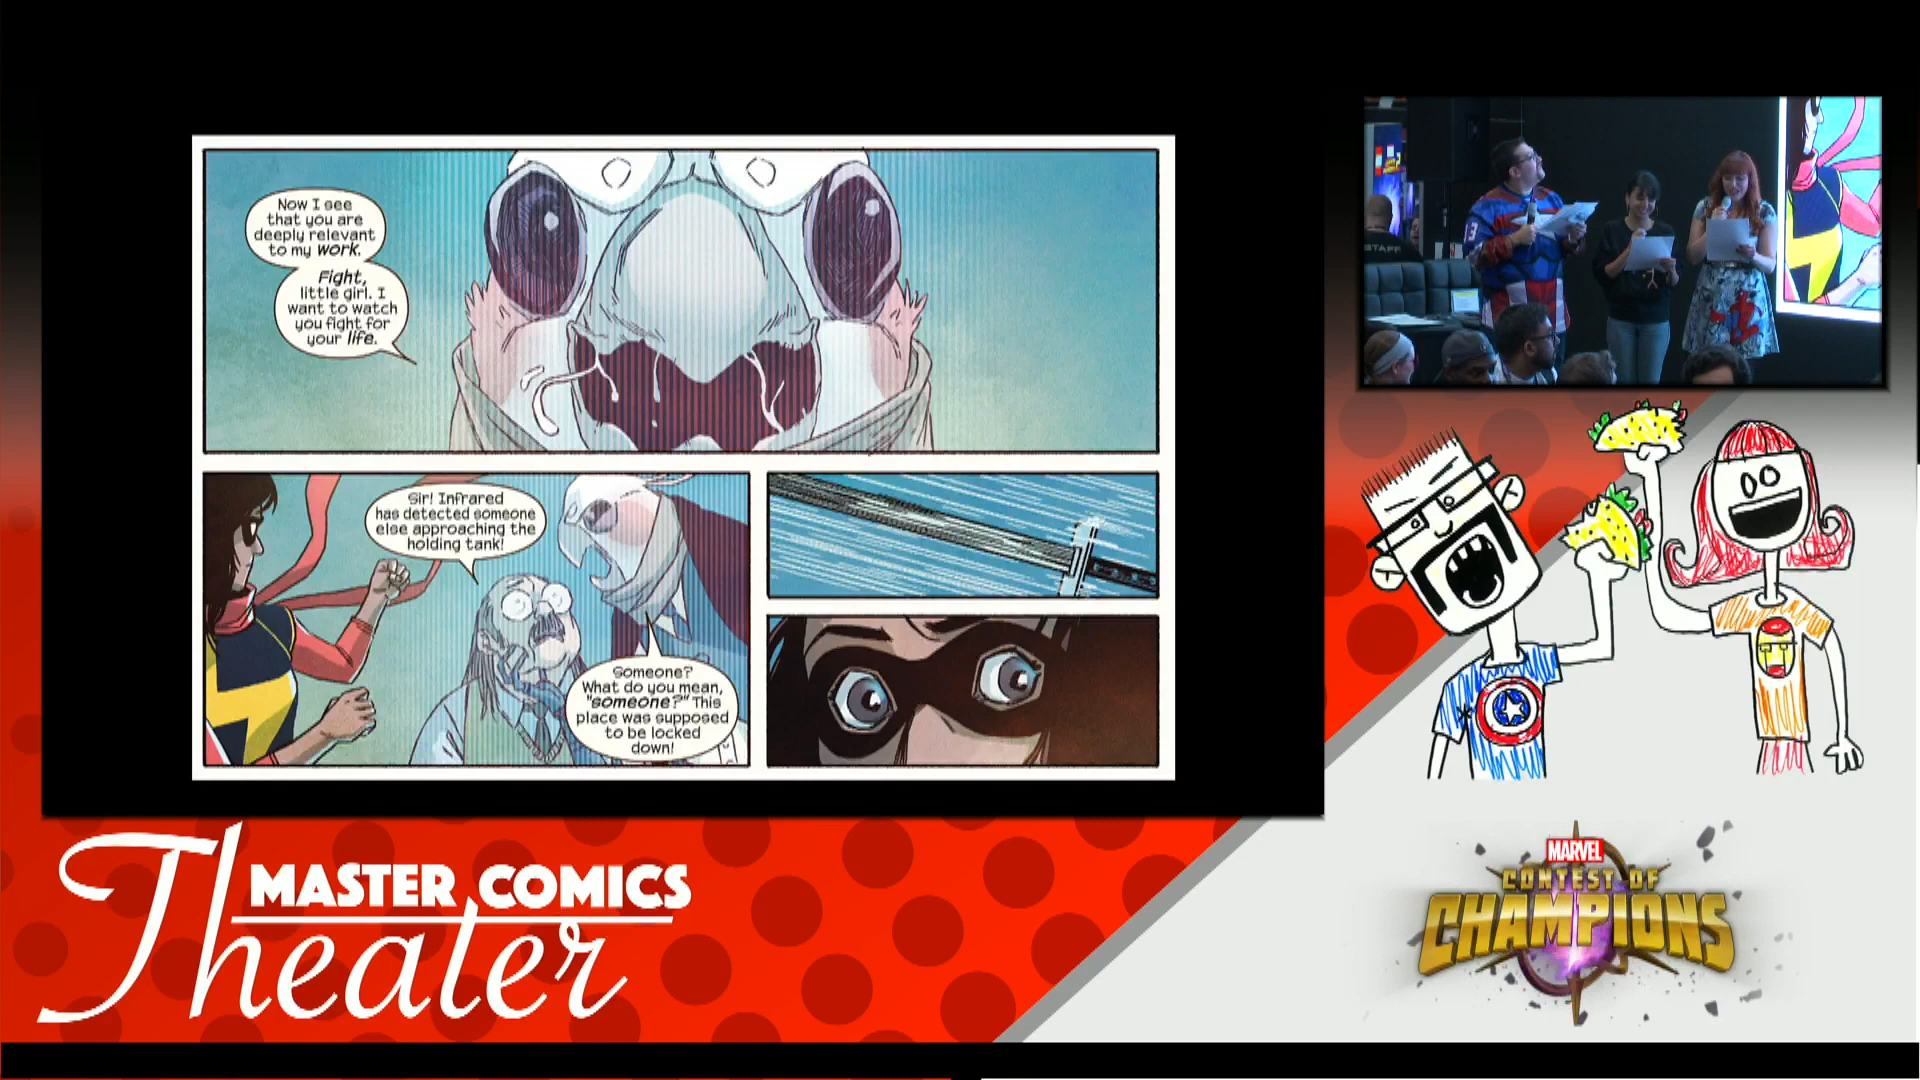 Now I see
that you are
deeply relevant
to my work.
Fight,
little girl. I
want to watch
you fight for
your life.
Sir! Infrared
has detected someone
else approaching the
holding tank!
Someone?
What do you mean,
"someone?" This
place was supposed
to be locked
down!
STAFF
MASTER COMICS
Theater
MARVEL
CONTEST OF
CHAMPIONS